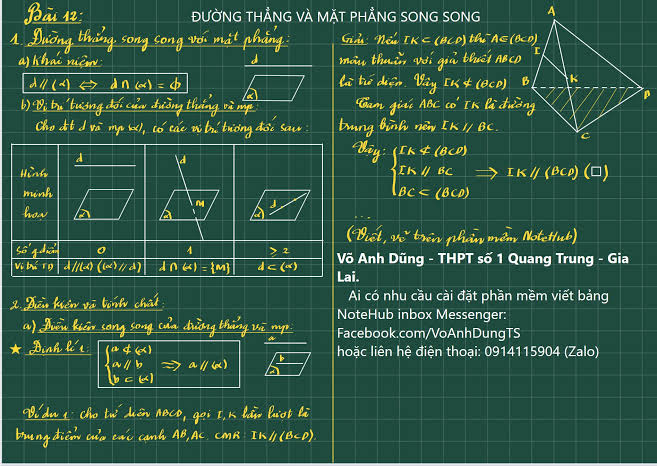 Bài 12:
ĐƯỜNG THẲNG VÀ MẶT PHẲNG SONG SONG
1. Đường thẳng song song với mặt phẳng:
a) Khái niệm:
d // (α) ⟺ d ∩ (α) = ϕ
d
α
b) Vị trí tương đối của đường thẳng và mp:
Cho đt d và mp (α), có các vị trí tương đối sau:
Hình minh hoạ
d
α
d
M
α
d
α
Số điểm 0 1 ≥ 2
Vị trí TĐ d//(α) ((α)//d) d ∩ (α) = {M} d ⊂ (α)
2. Điều kiện và tính chất:
a) Điều kiện song song của đường thẳng và mp:
★ Định lí 1:
a ⊄ (α)
a // b ⟹ a // (α)
b ⊂ (α)
a
b
α
Ví dụ 1: Cho tứ diện ABCD, gọi I, K lần lượt là
trung điểm của các cạnh AB, AC. CMR: IK // (BCD).
Giải: Nếu IK ⊂ (BCD) thì A ∈ (BCD)
mâu thuẫn với giả thiết ABCD
là tứ diện. Vậy IK ⊄ (BCD)
Tam giác ABC có IK là đường
trung bình nên IK // BC.
A
I
K
B
D
C
Vậy:
IK ⊄ (BCD)
IK // BC ⟹ IK // (BCD) (□)
BC ⊂ (BCD)
...
(Viết, vẽ trên phần mềm NoteHub)
Võ Anh Dũng - THPT số 1 Quang Trung - Gia
Lai.
Ai có nhu cầu cài đặt phần mềm viết bảng
NoteHub inbox Messenger:
Facebook.com/VoAnhDungTS
hoặc liên hệ điện thoại: 0914115904 (Zalo)